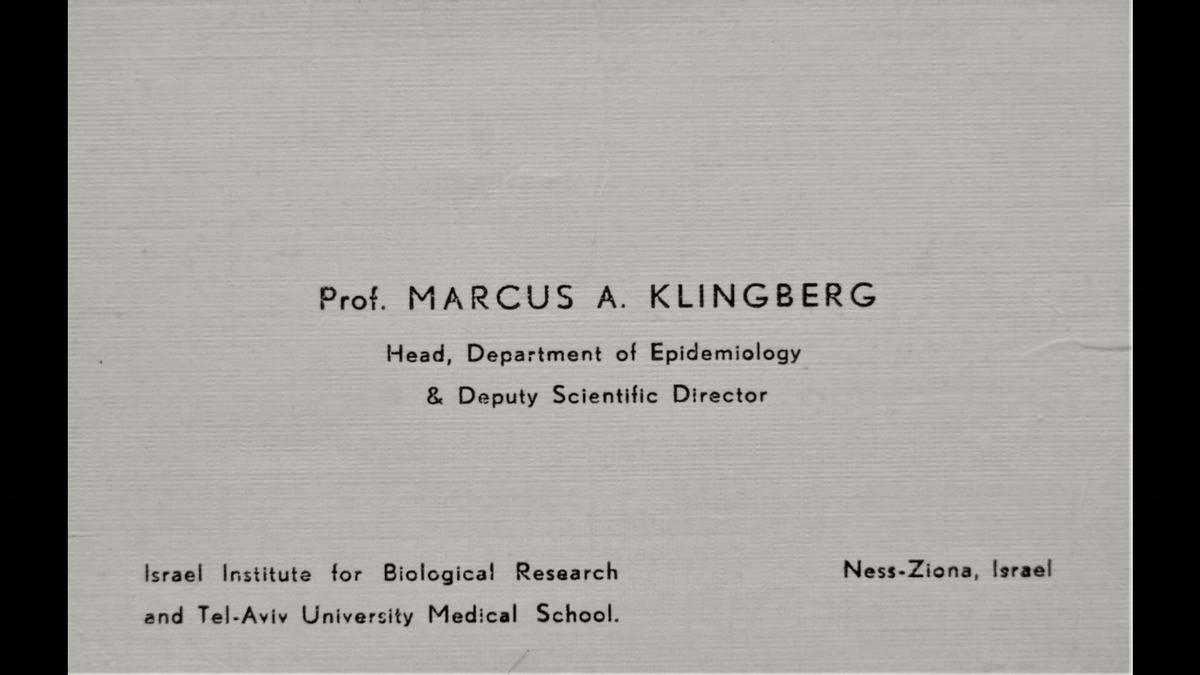 Prof. MARCUS A. KLINGBERG
Head, Department of Epidemiology
& Deputy Scientific Director
Israel Institute for Biological Research
and Tel-Aviv University Medical School.
Ness-Ziona, Israel